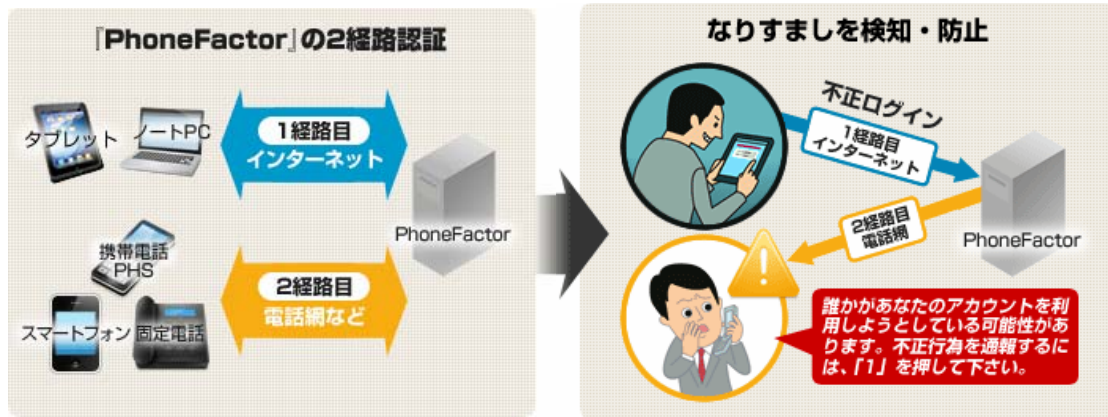 『PhoneFactor』の2経路認証
タブレット
ノートPC
1経路目
インターネット
PhoneFactor
携帯電話
PHS
スマートフォン
固定電話
2経路目
電話網など
なりすましを検知・防止
不正ログイン
1経路目
インターネット
2経路目
電話網
PhoneFactor
誰かがあなたのアカウントを利
用しようとしている可能性があ
ります。不正行為を通報するに
は、「1」を押して下さい。